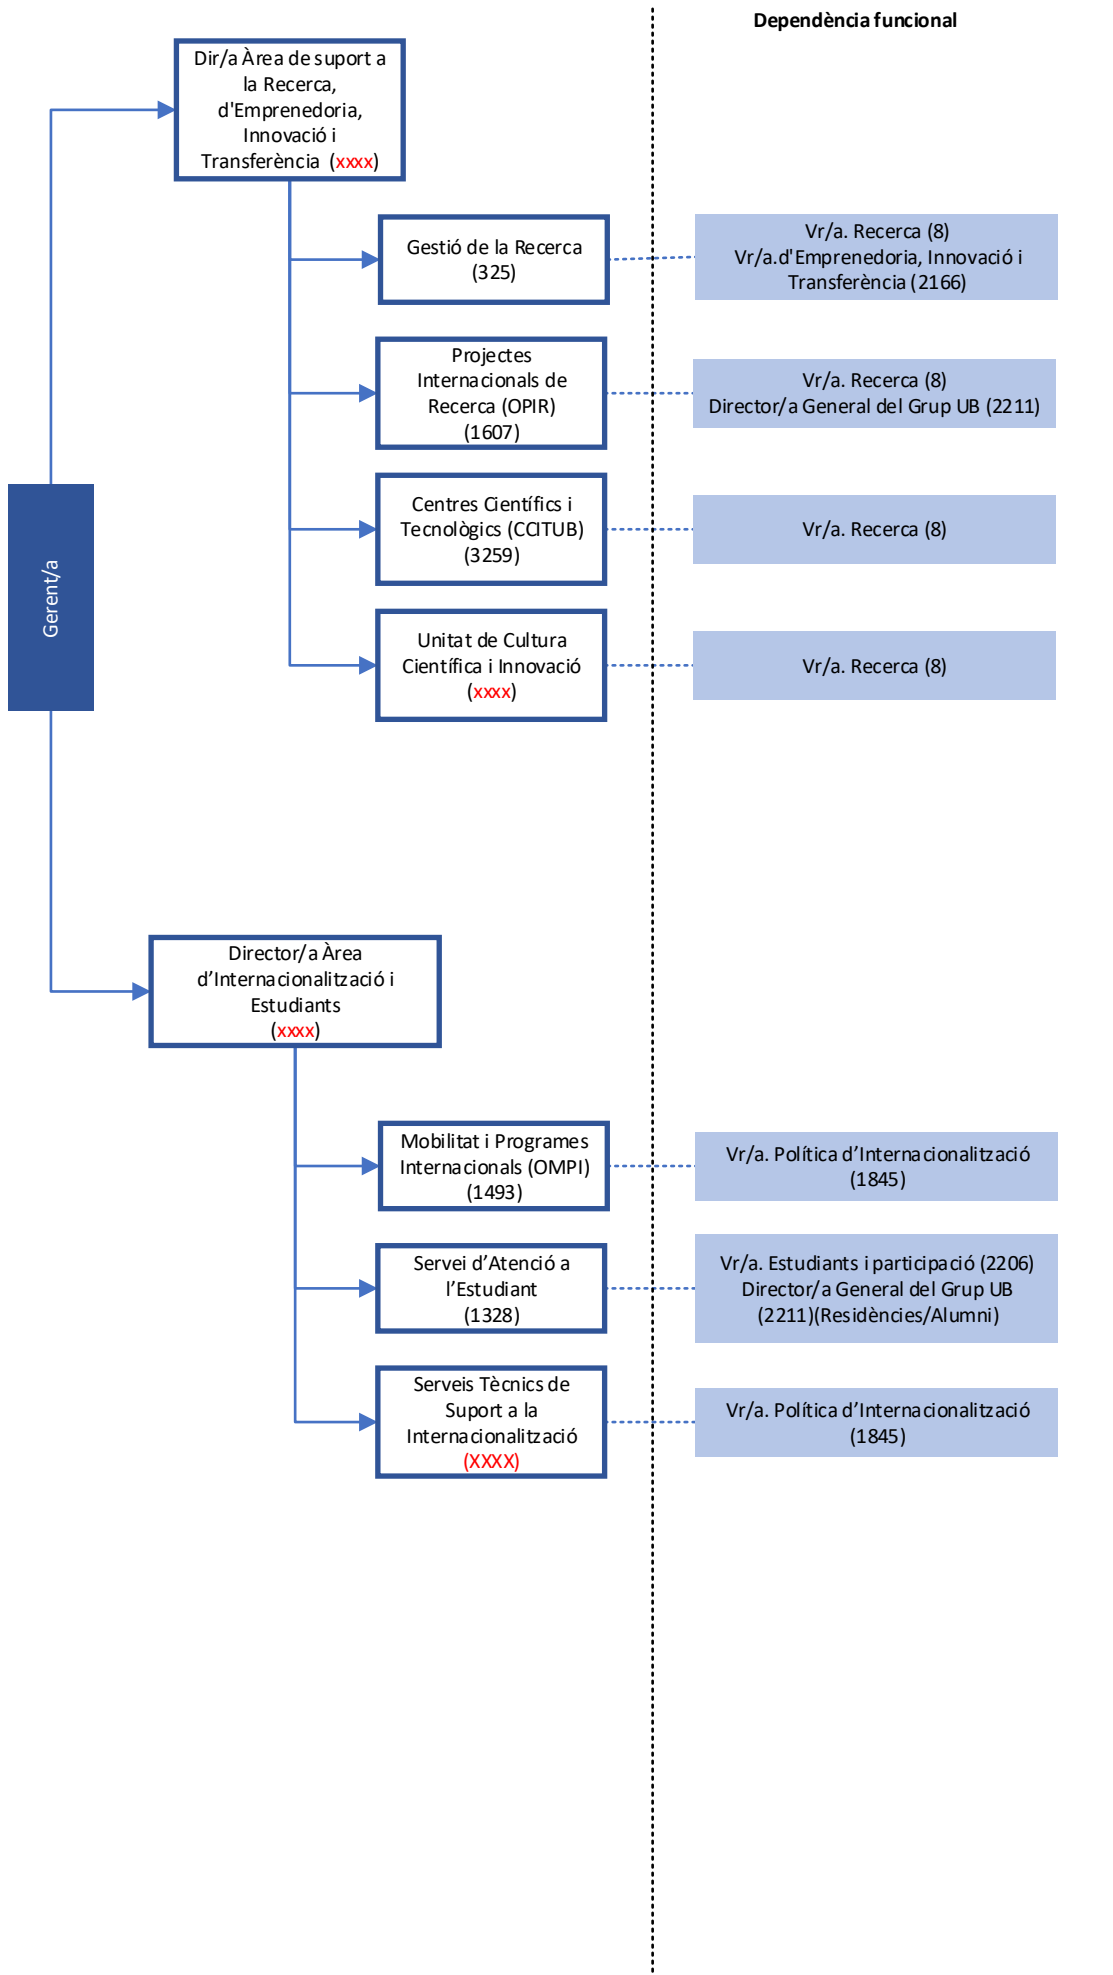 Dependència funcional
Dir/a Àrea de suport a
la Recerca,
d'Emprenedoria,
Innovació i
Transferència (xxxx)
Gestió de la Recerca
(325)
Vr/a. Recerca (8)
Vr/a.d'Emprenedoria, Innovació i
Transferència (2166)
Projectes
Internacionals de
Recerca (OPIR)
(1607)
Vr/a. Recerca (8)
Director/a General del Grup UB (2211)
Centres Científics i
Tecnològics (CCITUB)
(3259)
Vr/a. Recerca (8)
Gerent/a
Unitat de Cultura
Científica i Innovació
(xxxx)
Vr/a. Recerca (8)
Director/a Àrea
d’Internacionalització i
Estudiants
(xxxx)
Mobilitat i Programes
Internacionals (OMPI)
(1493)
Vr/a. Política d’Internacionalització
(1845)
Servei d’Atenció a
l’Estudiant
(1328)
Vr/a. Estudiants i participació (2206)
Director/a General del Grup UB
(2211)(Residències/Alumni)
Serveis Tècnics de
Suport a la
Internacionalització
(XXXX)
Vr/a. Política d’Internacionalització
(1845)